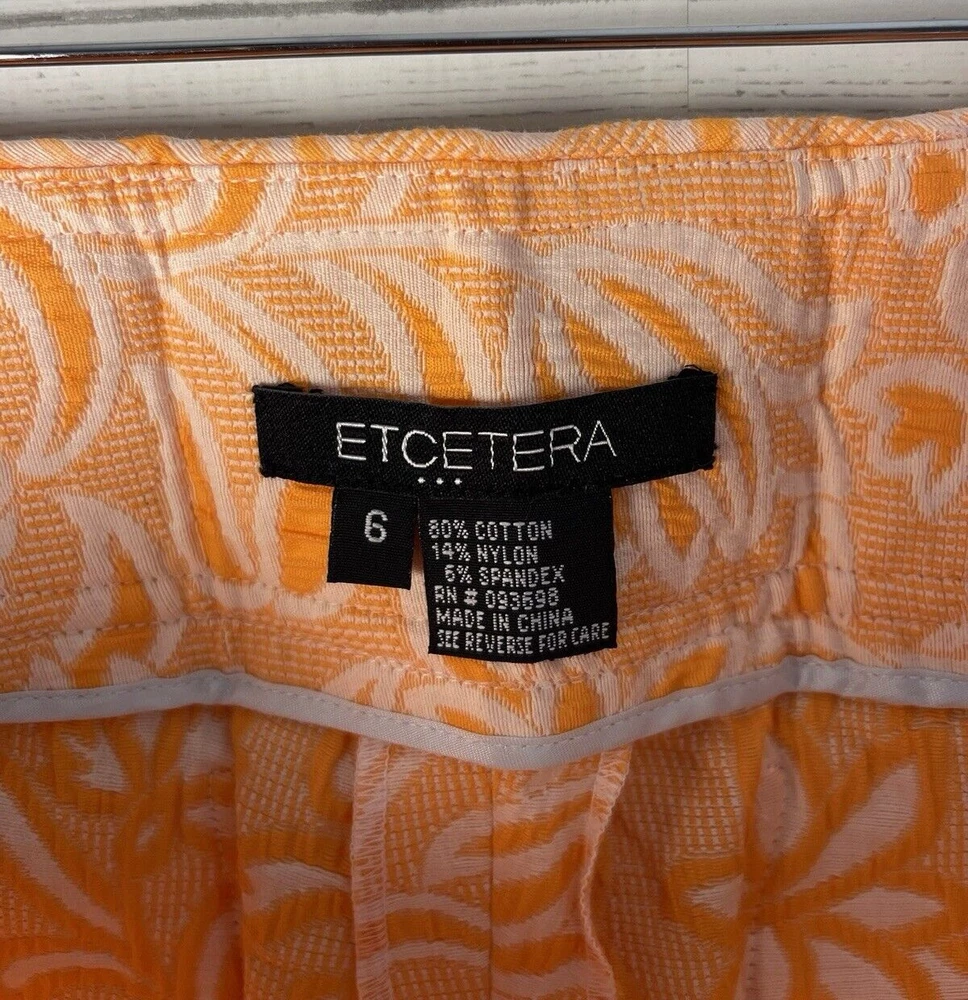 ETCETERA
...
6
80% COTTON
14% NYLON
6% SPANDEX
RN # 093698
MADE IN CHINA
SEE REVERSE FOR CARE